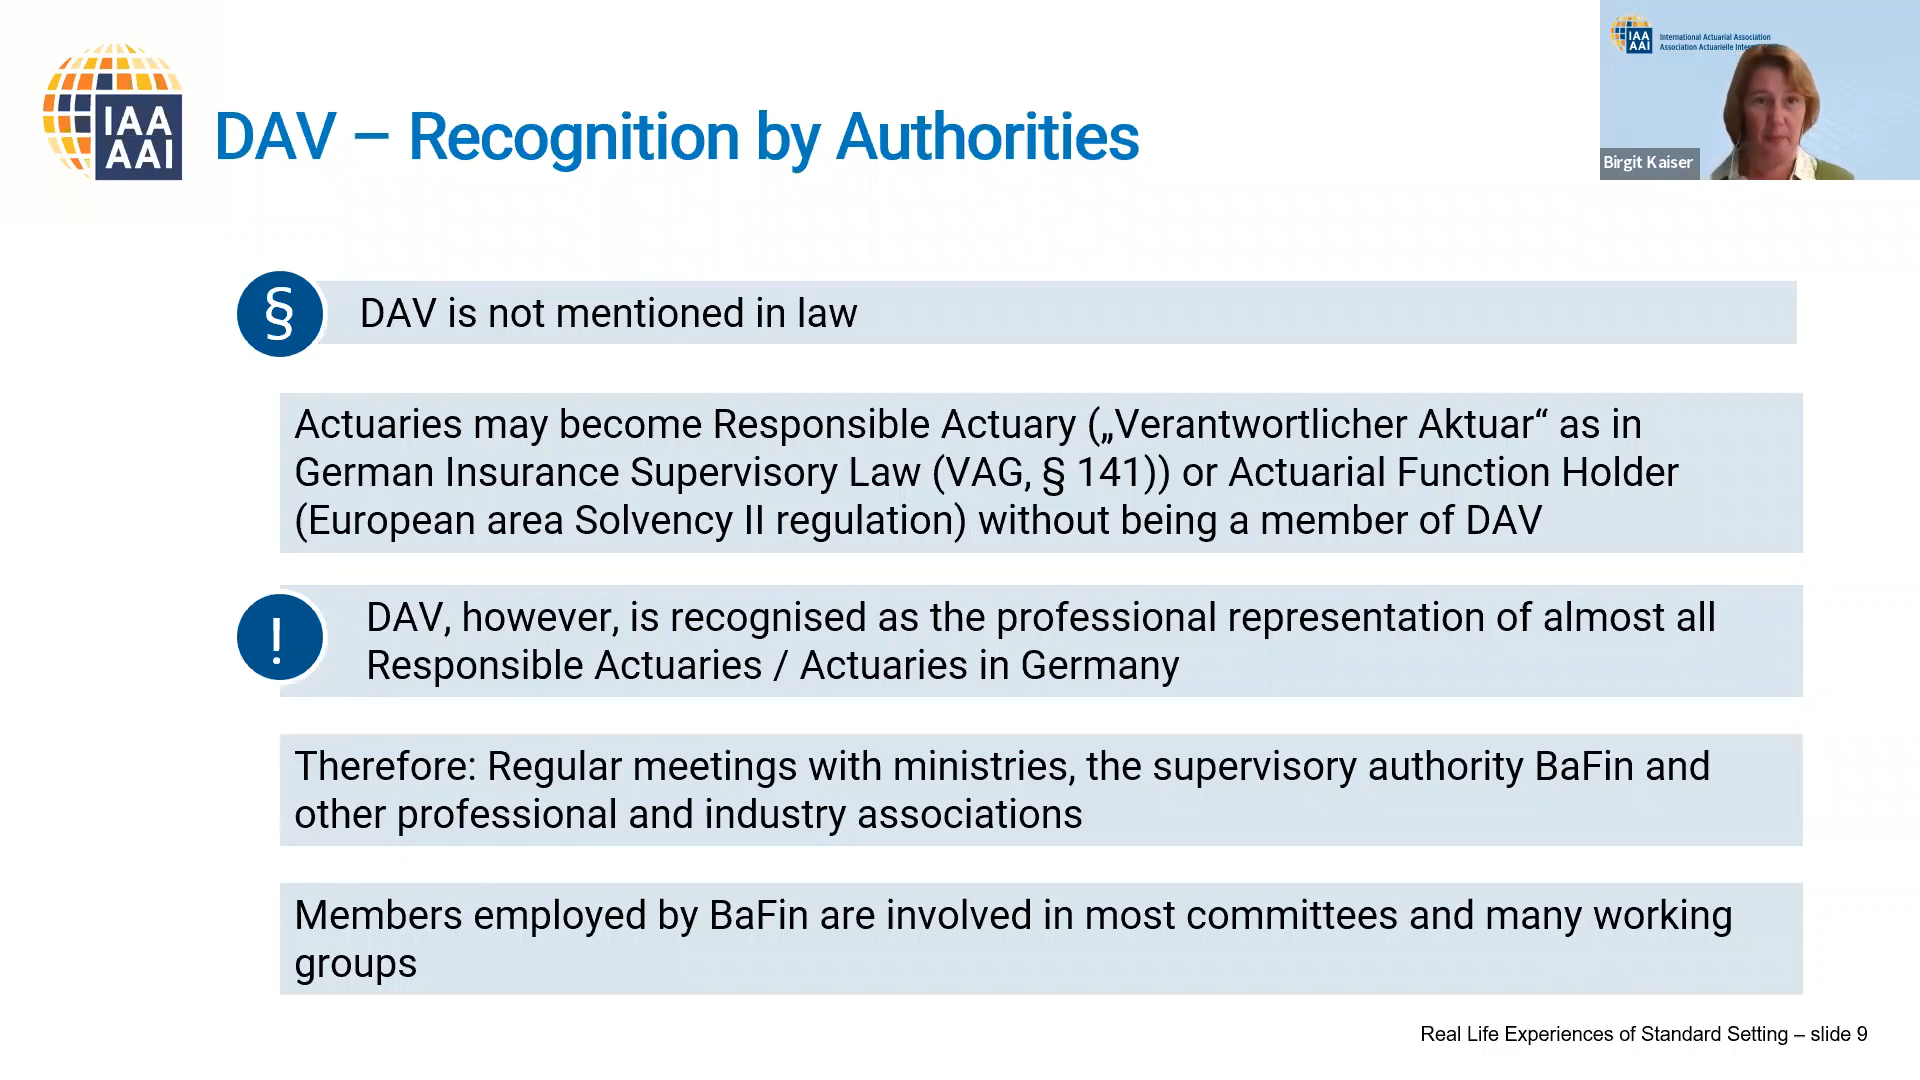 IAA
AAI
DAV – Recognition by Authorities
IAA
AAI
International Actuarial Association
Association Actuarielle
Birgit Kaiser
§
DAV is not mentioned in law
Actuaries may become Responsible Actuary („Verantwortlicher Aktuar“ as in
German Insurance Supervisory Law (VAG, § 141)) or Actuarial Function Holder
(European area Solvency II regulation) without being a member of DAV
!
DAV, however, is recognised as the professional representation of almost all
Responsible Actuaries / Actuaries in Germany
Therefore: Regular meetings with ministries, the supervisory authority BaFin and
other professional and industry associations
Members employed by BaFin are involved in most committees and many working
groups
Real Life Experiences of Standard Setting – slide 9